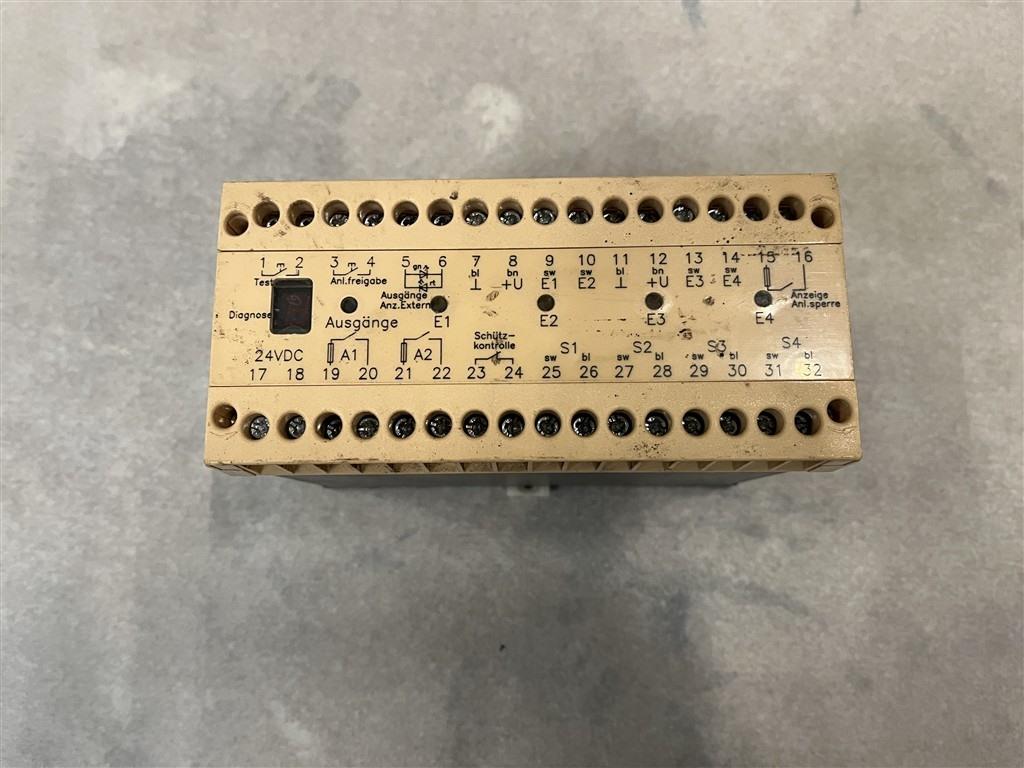 1 2 3 4 5 6 7 8 9 10 11 12 13 14 15 16
gn bl bn sw sw bl bn sw sw
Test Anl.freigabe ⊥ +U E1 E2 ⊥ +U E3 E4
Ausgänge
Anz.Extern
Anzeige
Anl.sperre
Diagnose
E1 E2 E3 E4
Ausgänge
Schütz-
kontrolle
24VDC A1 A2 S1 S2 S3 S4
sw bl sw bl sw bl sw bl
17 18 19 20 21 22 23 24 25 26 27 28 29 30 31 32